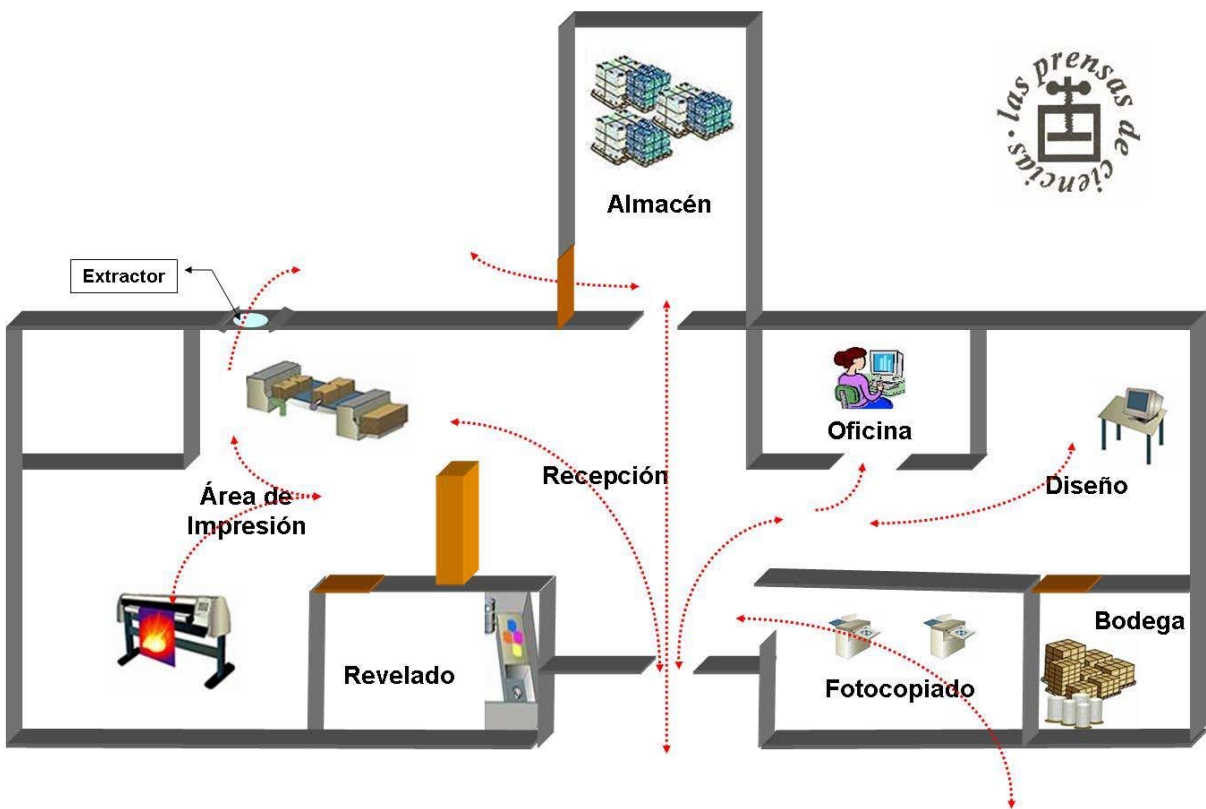 las prensas de ciencias.
Almacén
Extractor
Oficina
Recepción
Diseño
Área de
Impresión
Bodega
Revelado
Fotocopiado